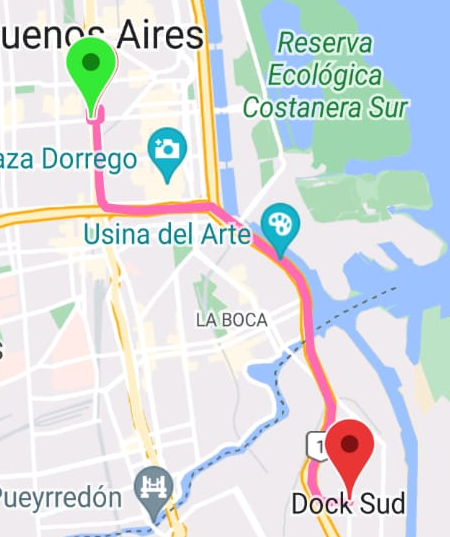 uenos Aires
Reserva
Ecológica
Costanera Sur
aza Dorrego
Usina del Arte
LA BOCA
s
1
Pueyrredón
Dock Sud